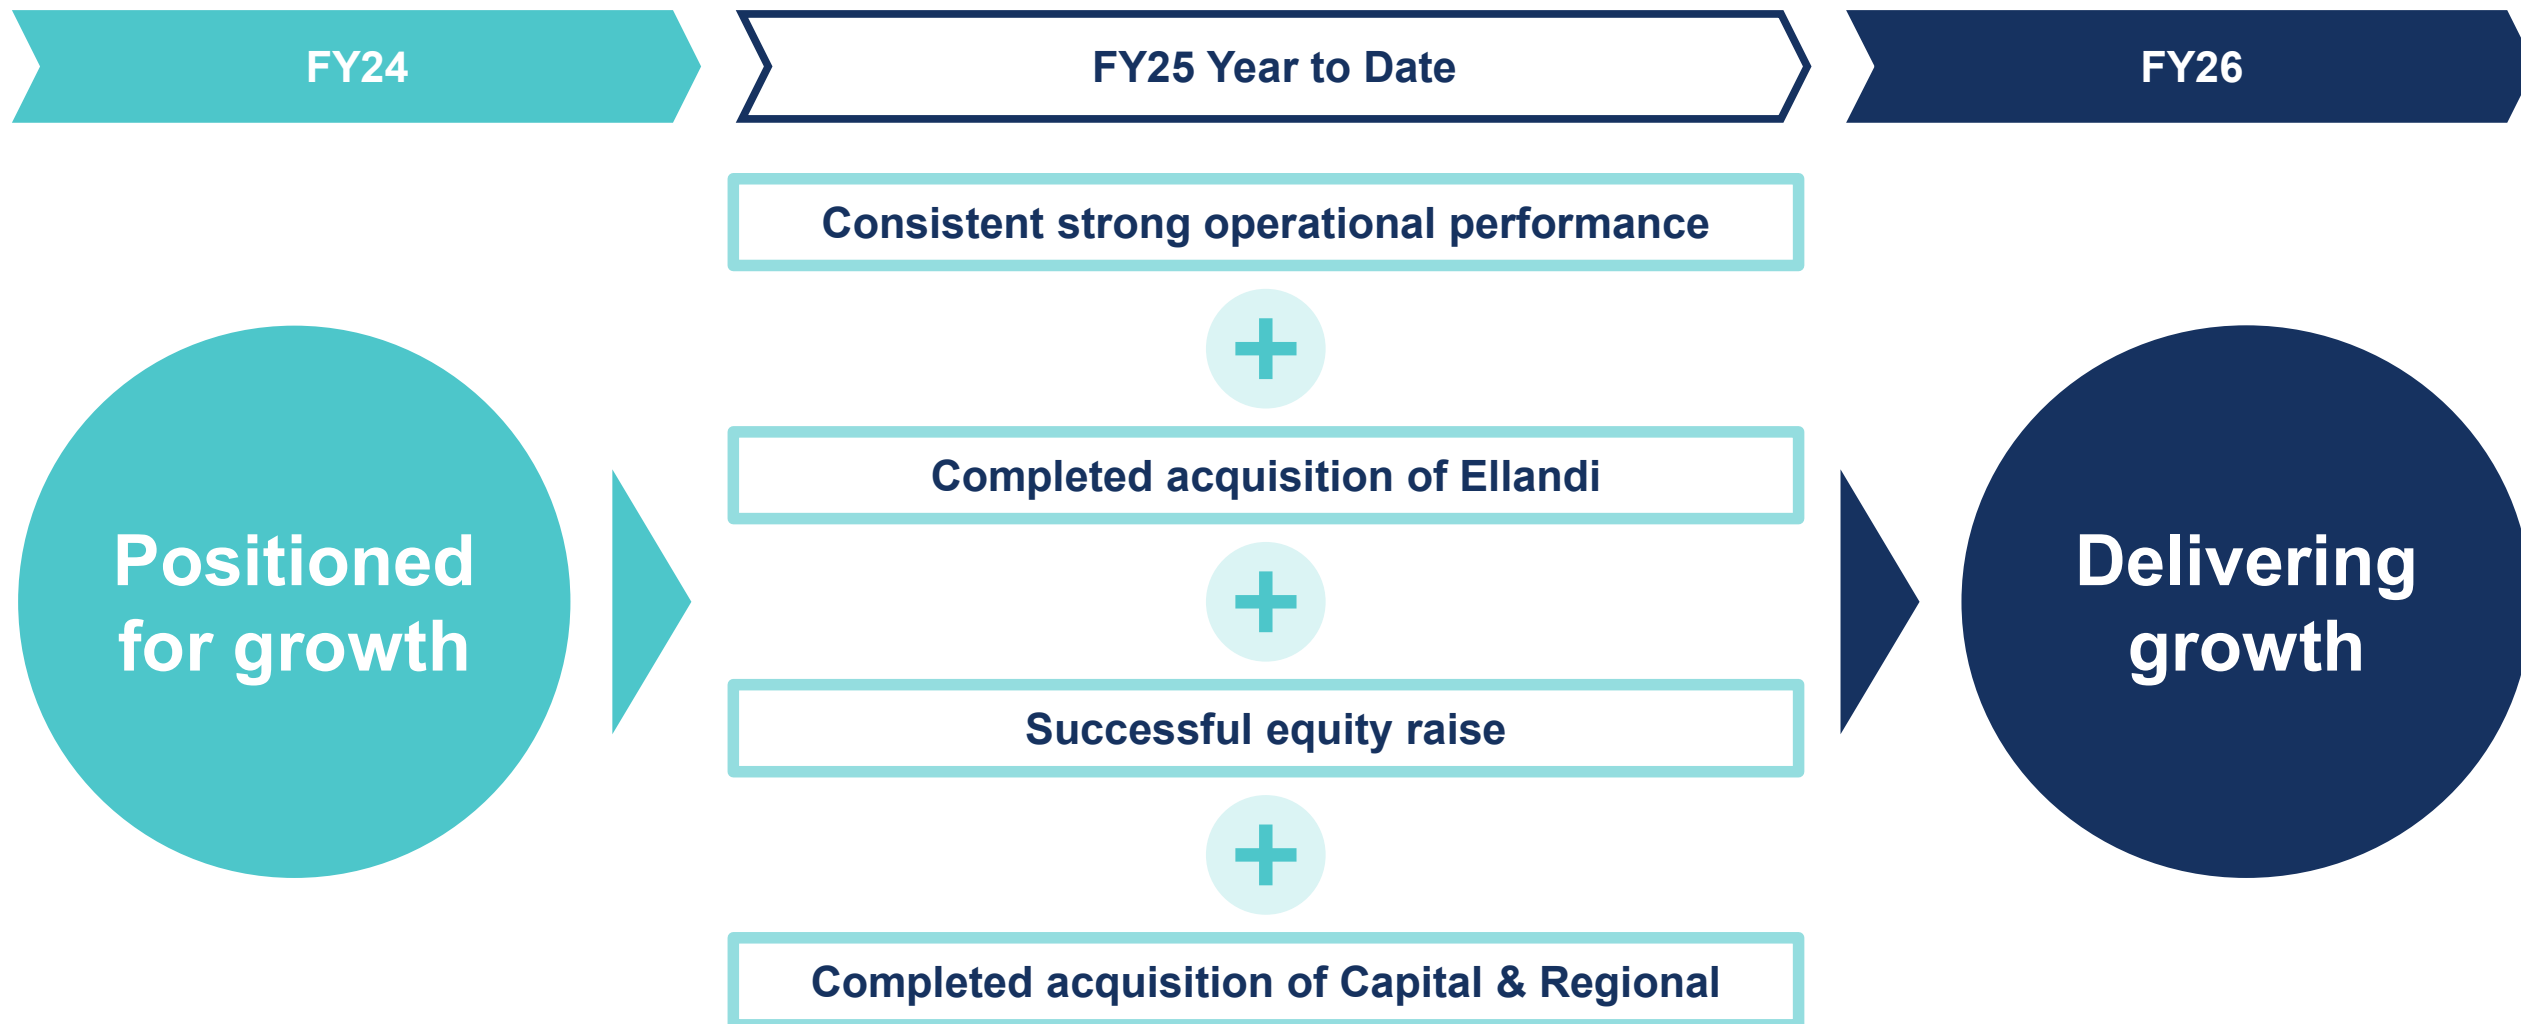 FY24
FY25 Year to Date
FY26
Positioned
for growth
Consistent strong operational performance
+
Completed acquisition of Ellandi
+
Successful equity raise
+
Completed acquisition of Capital & Regional
Delivering
growth